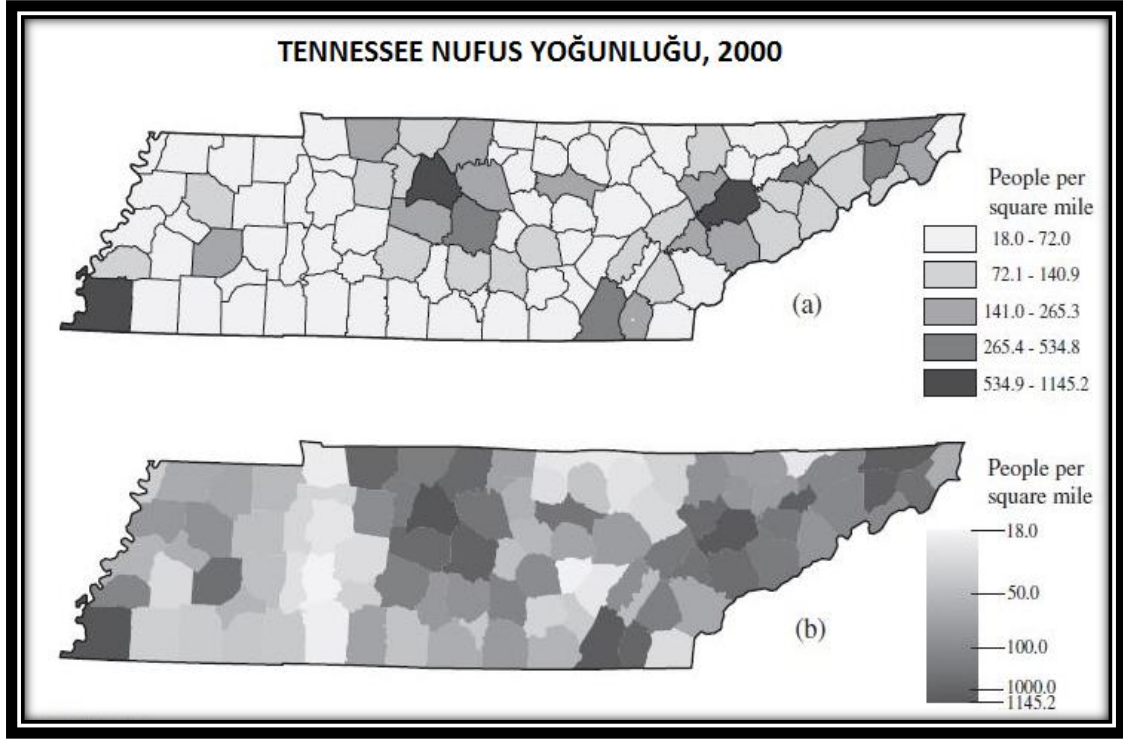 TENNESSEE NUFUS YOĞUNLUĞU, 2000
People per
square mile
18.0 - 72.0
72.1 - 140.9
141.0 - 265.3
265.4 - 534.8
534.9 - 1145.2
(a)
People per
square mile
18.0
50.0
100.0
1000.0
1145.2
(b)